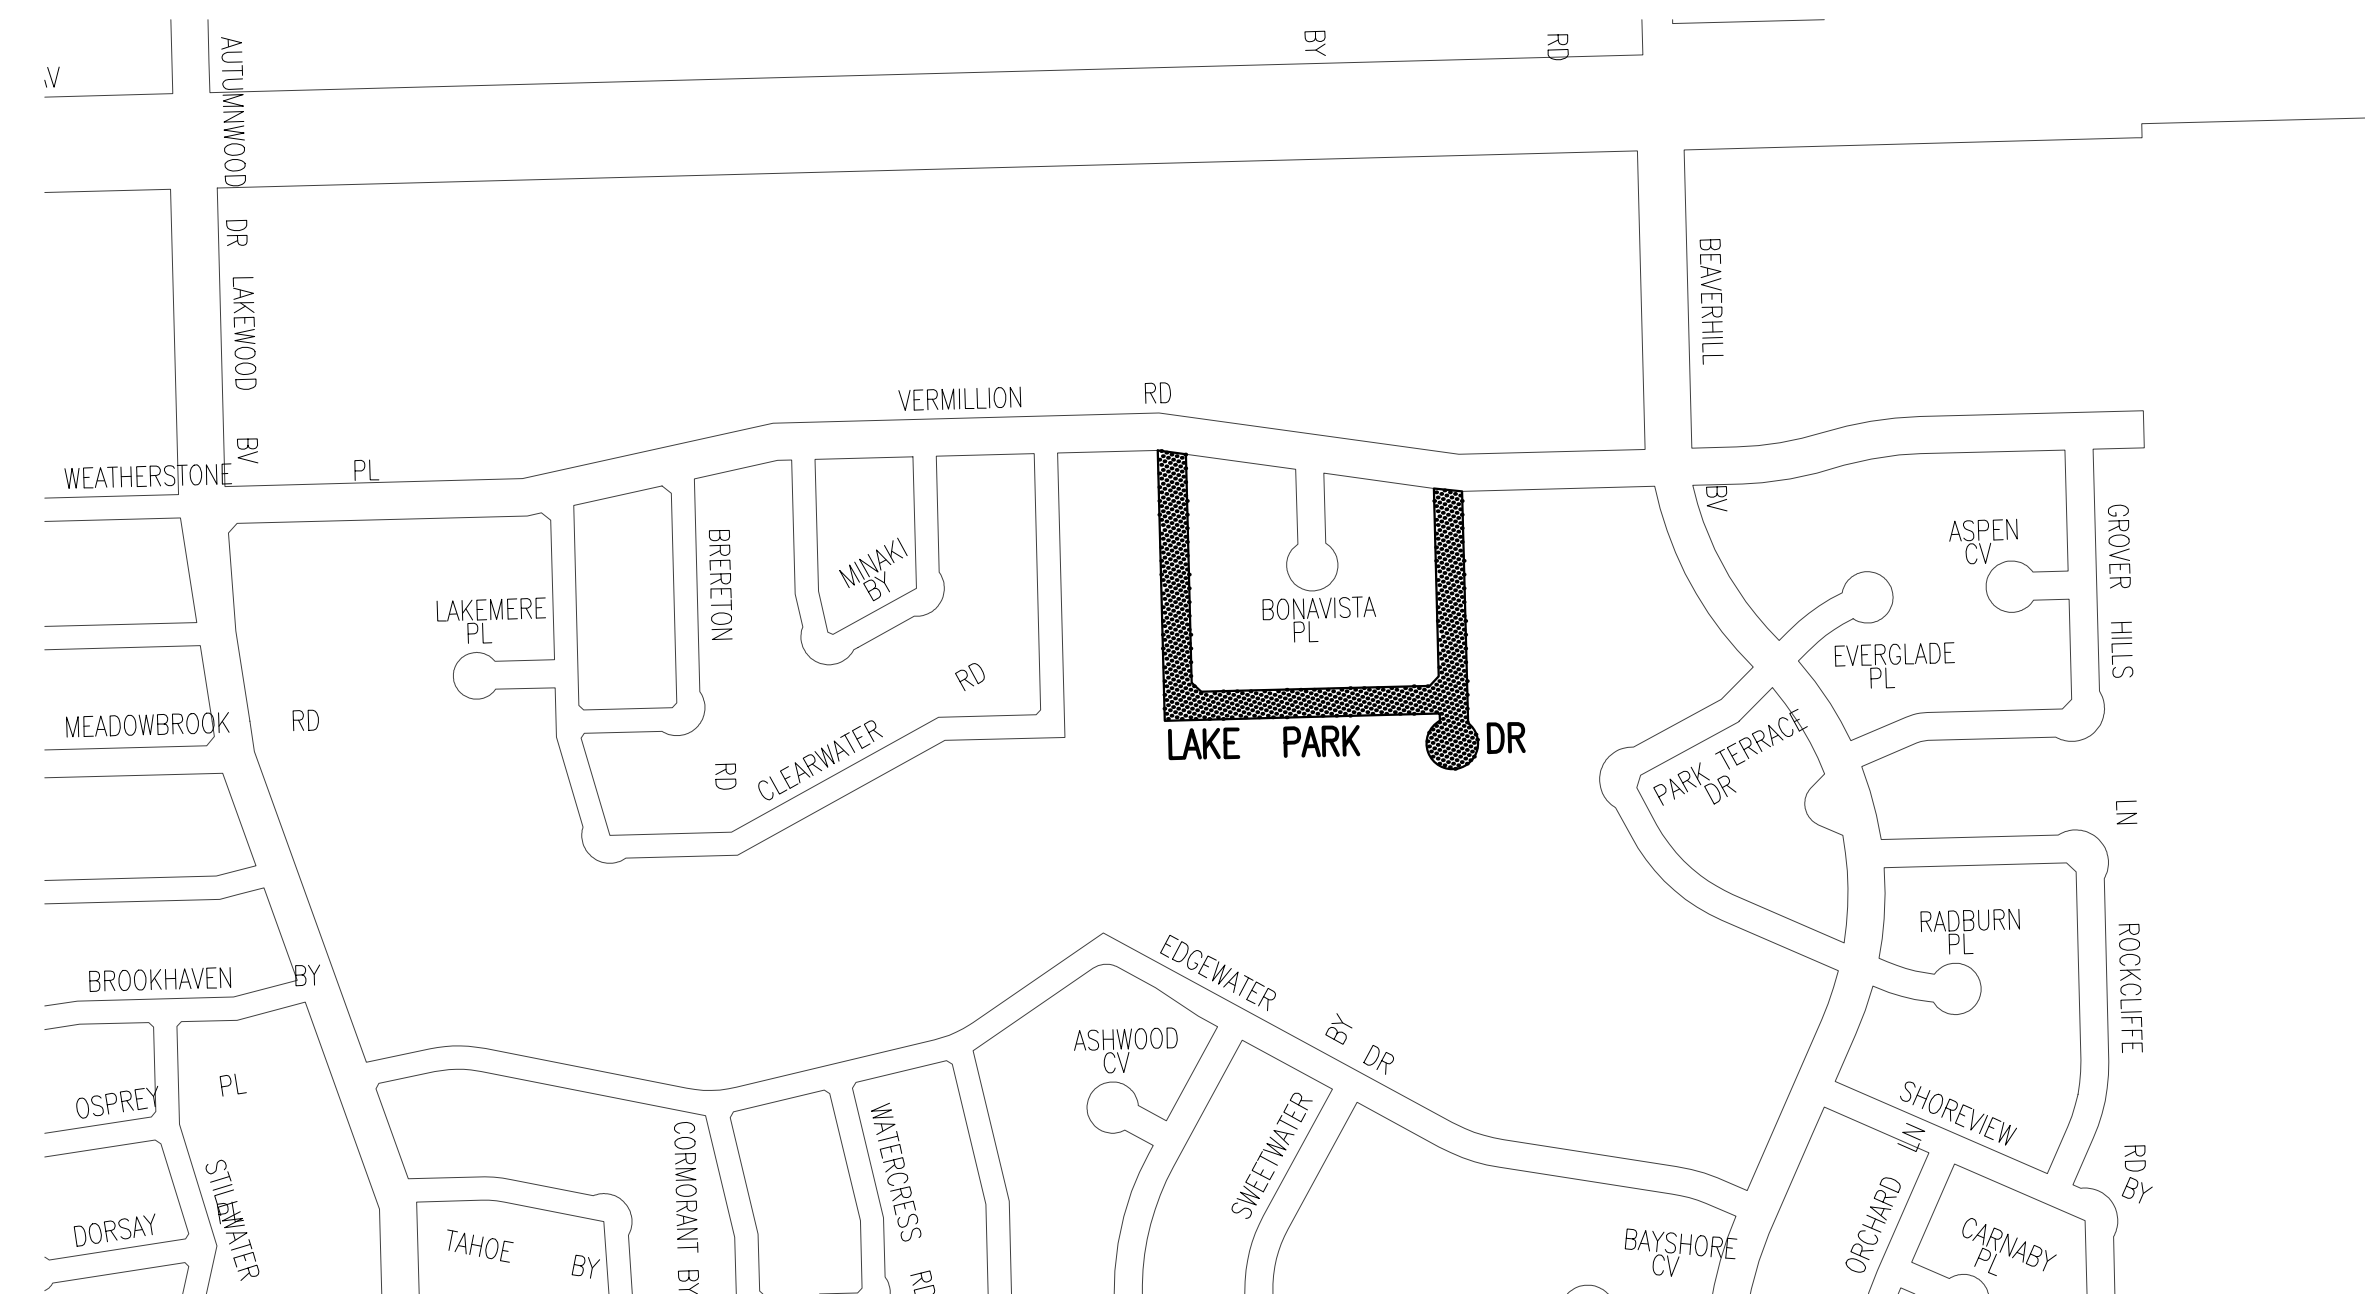 BY RD
AUTUMNWOOD DR
LAKEWOOD BV
BEAVERHILL BV
VERMILLION RD
WEATHERSTONE PL
BRERETON RD
MINAKI
BY
ASPEN
CV
GROVER HILLS LN
LAKEMERE
PL
BONAVISTA
PL
EVERGLADE
PL
MEADOWBROOK RD
CLEARWATER RD
LAKE PARK DR
PARK TERRACE
DR
BROOKHAVEN BY
EDGEWATER DR
RADBURN
PL
ROCKCLIFFE RD
ASHWOOD
CV
OSPREY PL
SHOREVIEW BY
CORMORANT BY
WATERCRESS RD
SWEETWATER BY
ORCHARD LN
STILLWATER
DORSAY
TAHOE BY
BAYSHORE
CV
CARNABY
PL